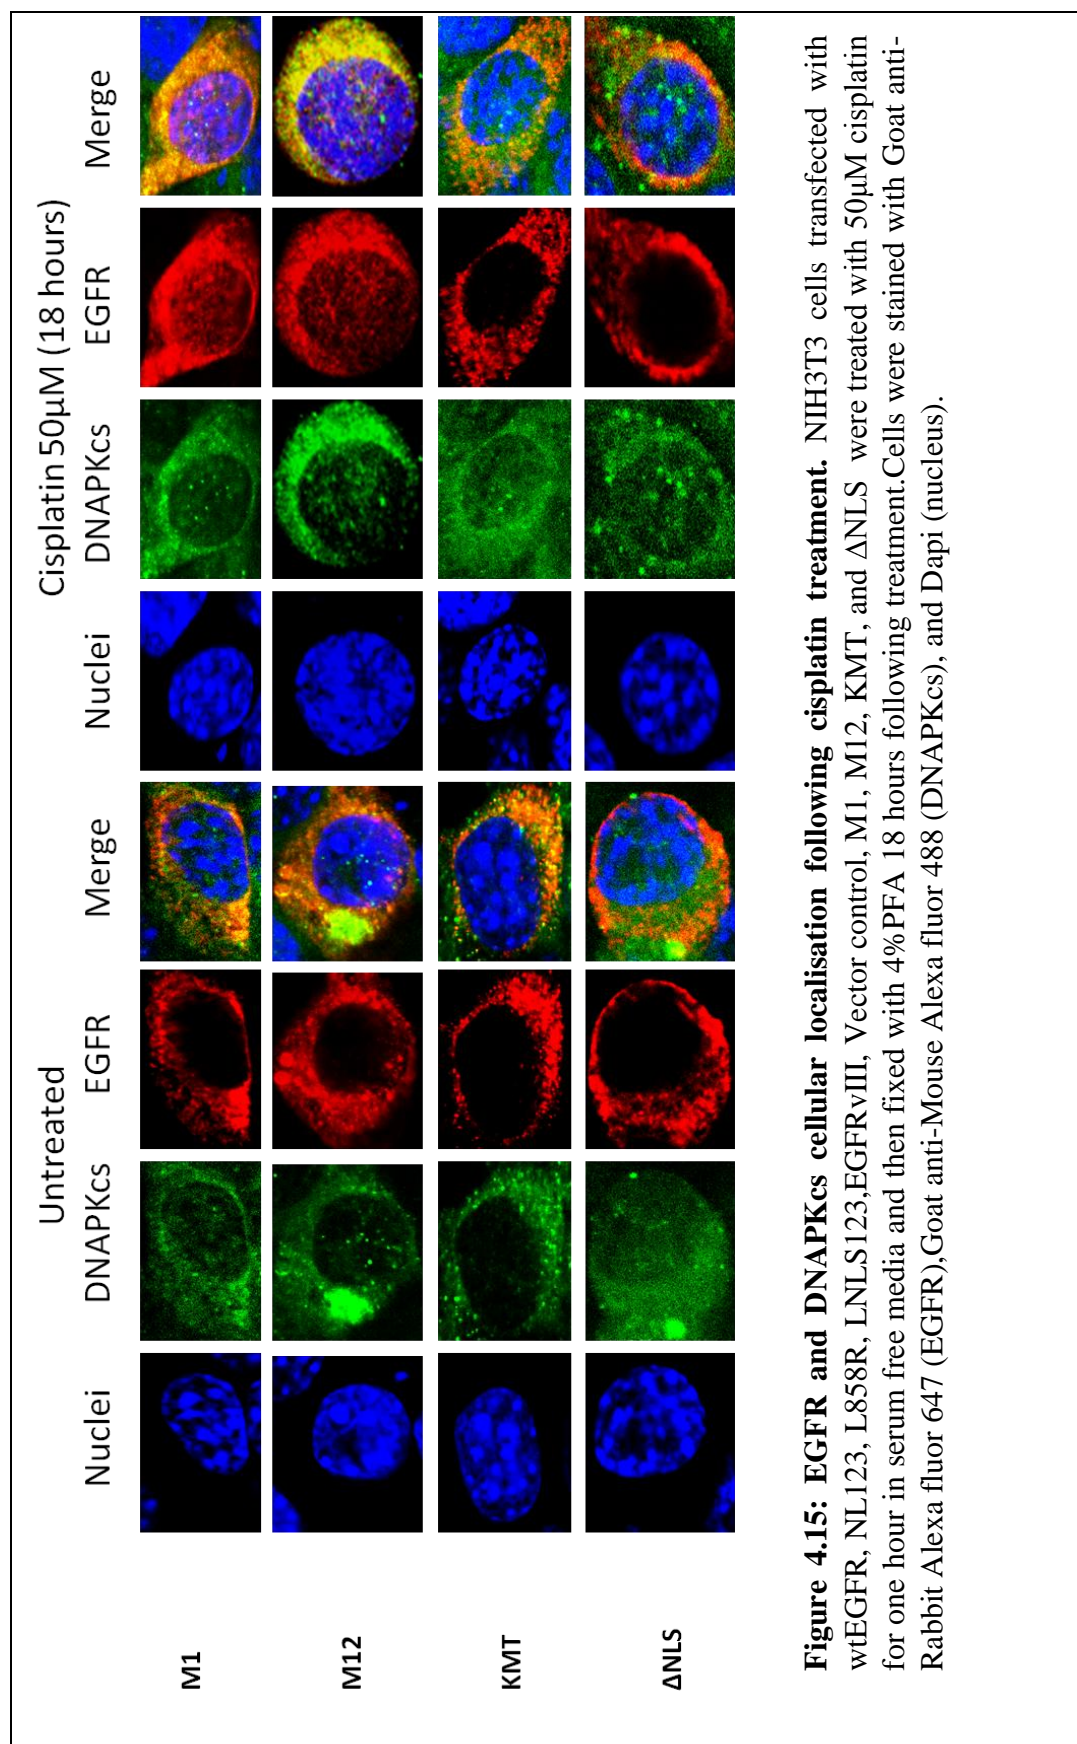 Untreated Cisplatin 50μM (18 hours)
Nuclei DNAPKcs EGFR Merge Nuclei DNAPKcs EGFR Merge
M1
M12
KMT
ΔNLS
Figure 4.15: EGFR and DNAPKcs cellular localisation following cisplatin treatment. NIH3T3 cells transfected with
wtEGFR, NL123, L858R, LNLS123,EGFRvIII, Vector control, M1, M12, KMT, and ΔNLS were treated with 50μM cisplatin
for one hour in serum free media and then fixed with 4%PFA 18 hours following treatment.Cells were stained with Goat anti-
Rabbit Alexa fluor 647 (EGFR),Goat anti-Mouse Alexa fluor 488 (DNAPKcs), and Dapi (nucleus).